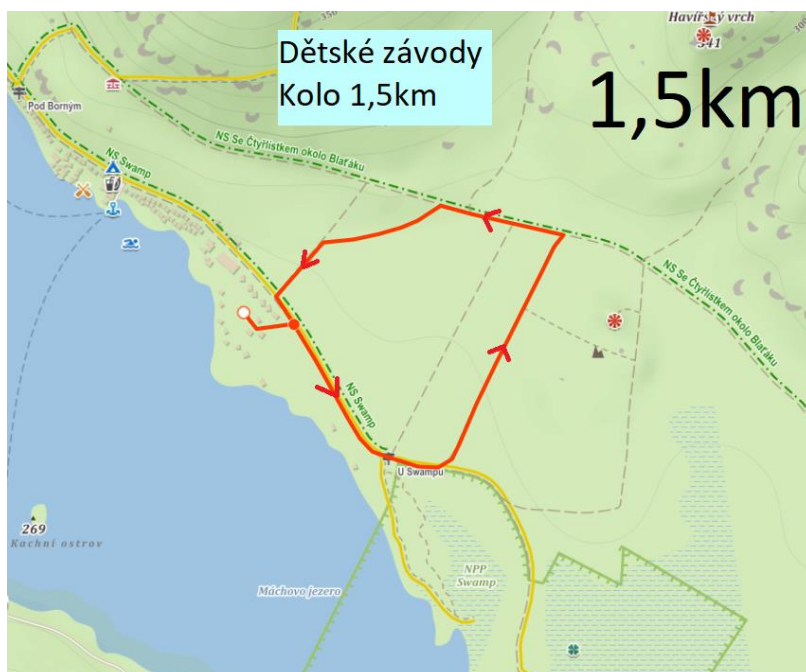 Havířský vrch
341
Dětské závody
Kolo 1,5km
1,5km
Pod Borným
NS Swamp
NS Se Čtyřlístkem okolo Blaťáku
NS Se Čtyřlístkem okolo Blaťáku
NS Swamp
U Swampu
269
Kachní ostrov
NPP
Swamp
Máchovo jezero